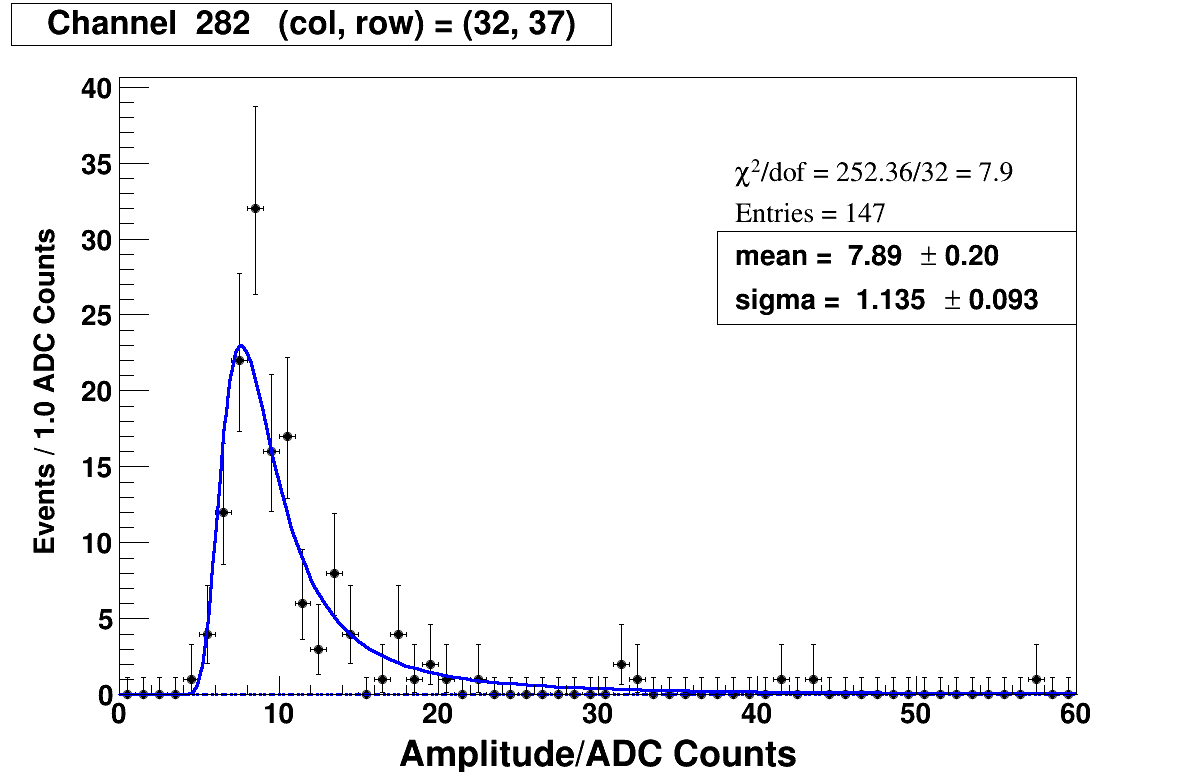 Channel 282 (col, row) = (32, 37)
40
35
30
25
20
15
10
5
0
Events / 1.0 ADC Counts
χ²/dof = 252.36/32 = 7.9
Entries = 147
mean = 7.89 ± 0.20
sigma = 1.135 ± 0.093
0 10 20 30 40 50 60
Amplitude/ADC Counts